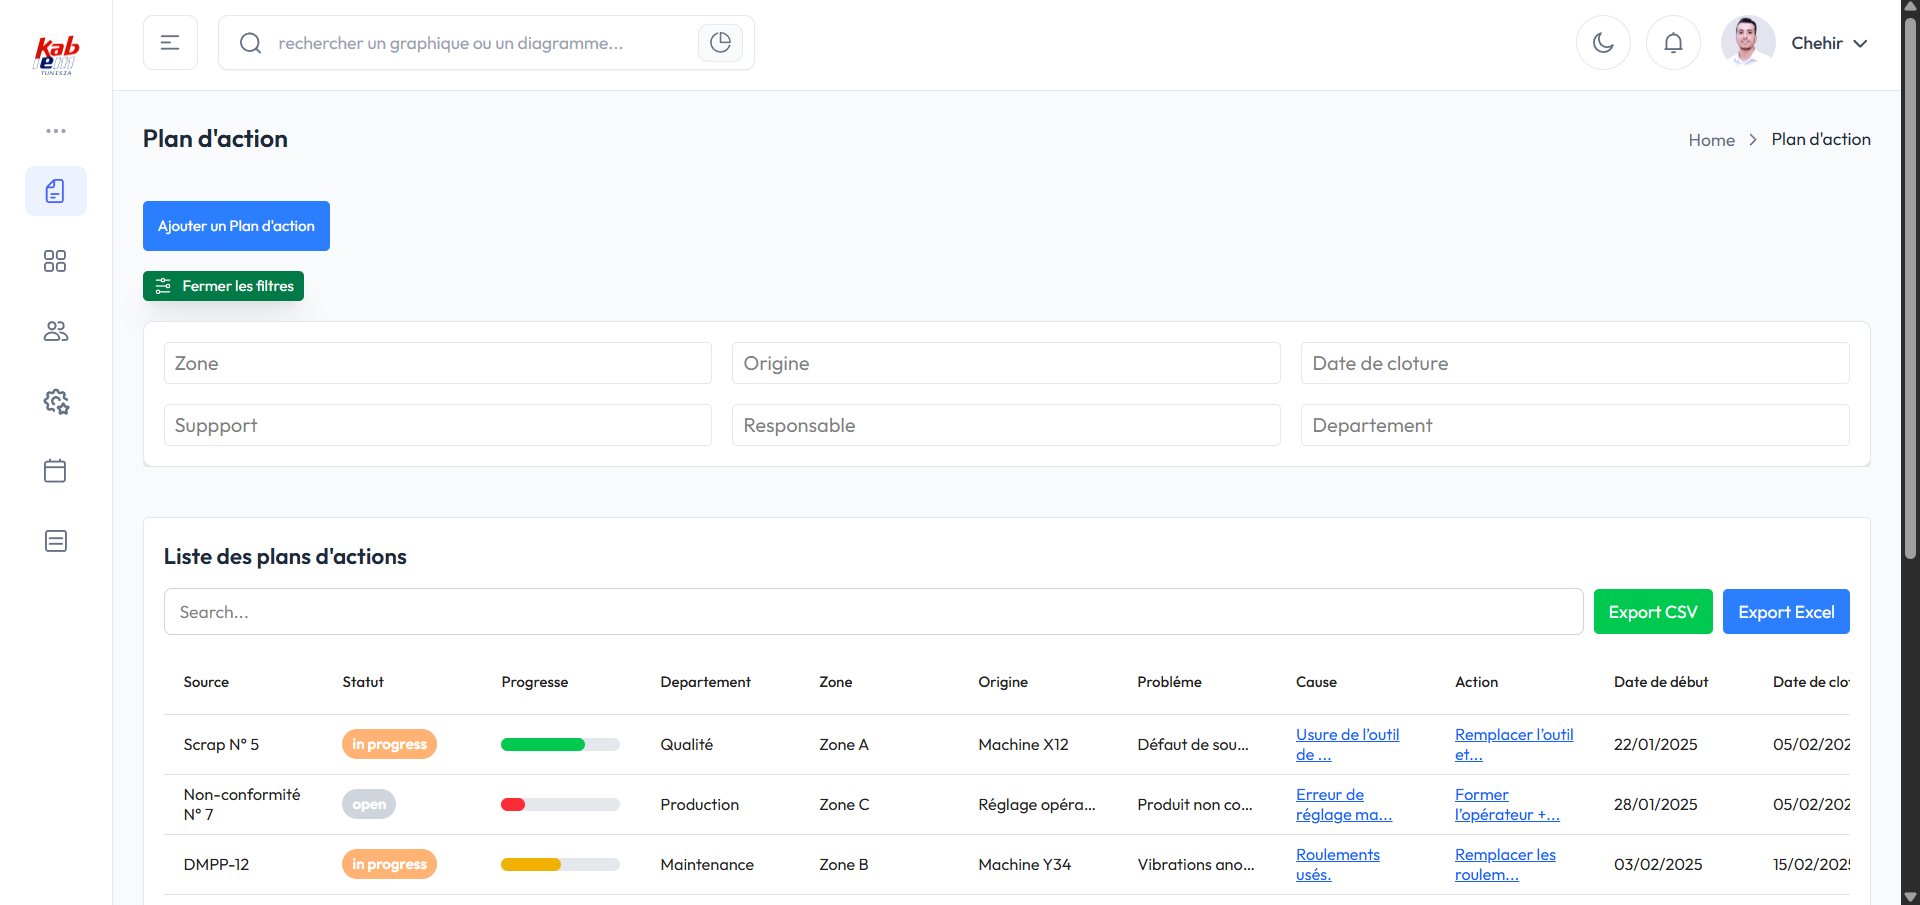 Kab
lem
TUNISIA
rechercher un graphique ou un diagramme...
Chehir
Plan d'action
Home > Plan d'action
Ajouter un Plan d'action
Fermer les filtres
Zone Origine Date de cloture
Suppport Responsable Departement
Liste des plans d'actions
Search... Export CSV Export Excel
Source Statut Progresse Departement Zone Origine Probléme Cause Action Date de début Date de clo
Scrap N° 5 in progress Qualité Zone A Machine X12 Défaut de sou... Usure de l'outil de ... Remplacer l'outil et... 22/01/2025 05/02/202
Non-conformité N° 7 open Production Zone C Réglage opéra... Produit non co... Erreur de réglage ma... Former l'opérateur +... 28/01/2025 05/02/202
DMPP-12 in progress Maintenance Zone B Machine Y34 Vibrations ano... Roulements usés. Remplacer les roulem... 03/02/2025 15/02/2025